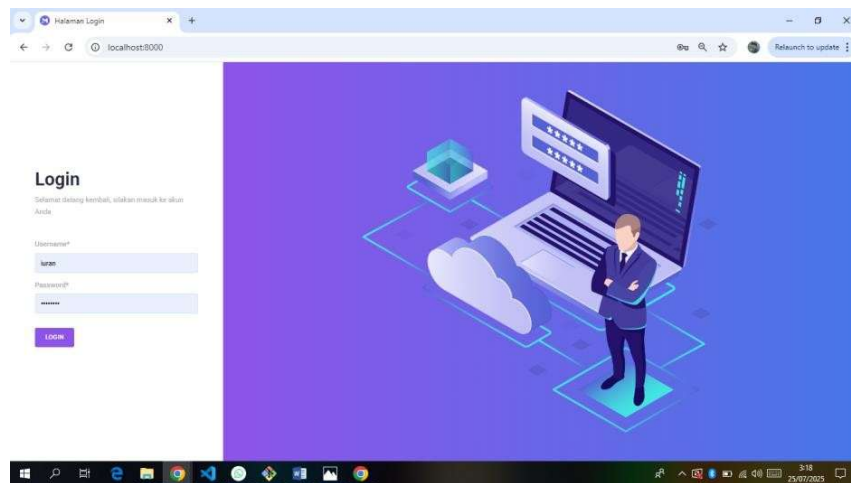 Halaman Login
localhost:8000
Relaunch to update
Login
Selamat datang kembali, silakan masuk ke akun
Anda
Username*
iuran
Password*
••••••••
LOGIN
*****
*****
3:18
25/07/2025